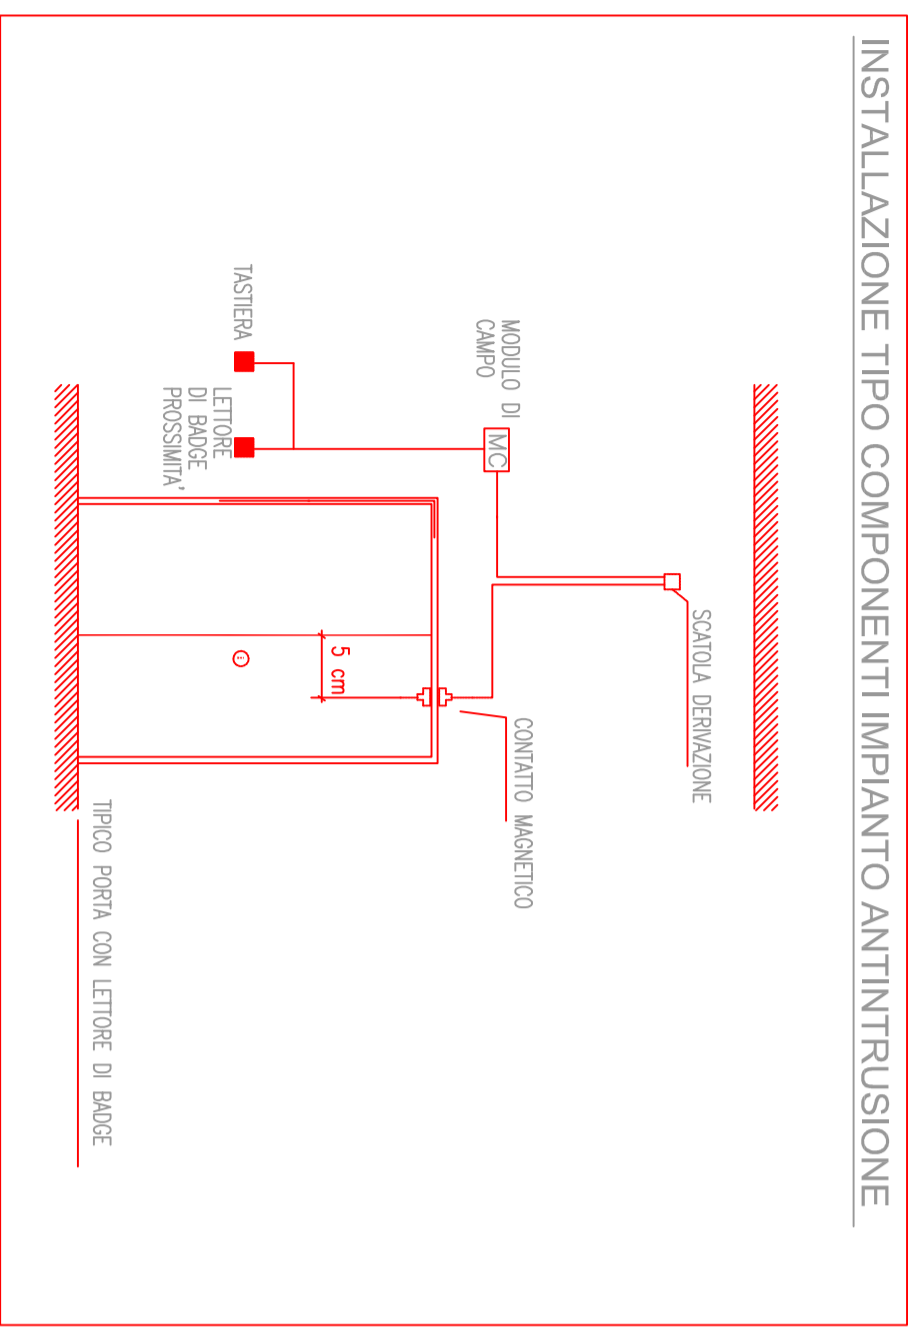 INSTALLAZIONE TIPO COMPONENTI IMPIANTO ANTINTRUSIONE
SCATOLA DERIVAZIONE
MODULO DI
CAMPO
MC
CONTATTO MAGNETICO
5 cm
TASTIERA
LETTORE
DI BADGE
PROSSIMITA'
TIPICO PORTA CON LETTORE DI BADGE